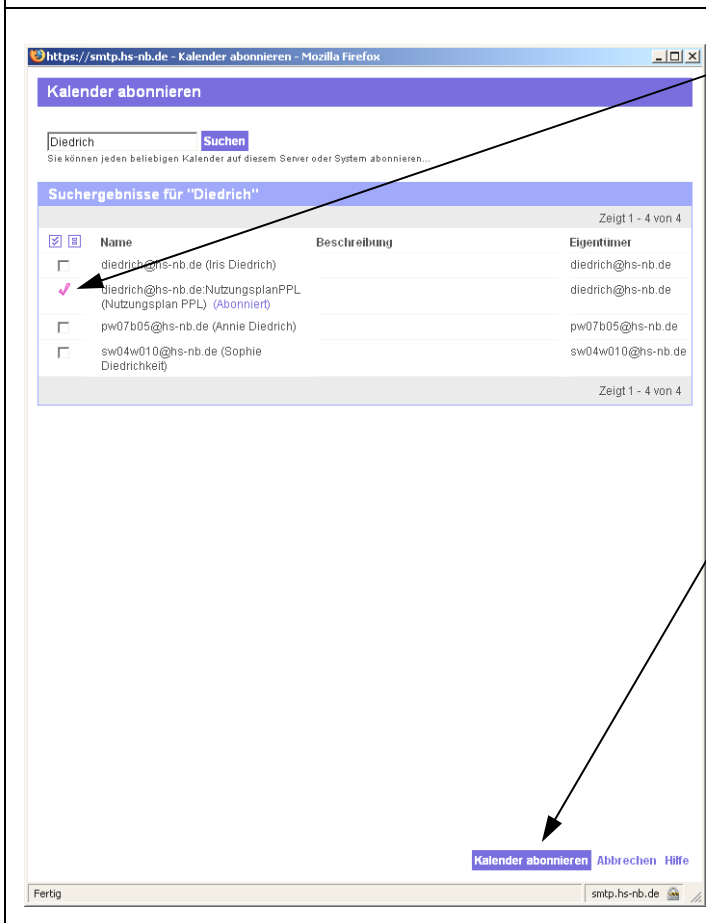 https://smtp.hs-nb.de - Kalender abonnieren - Mozilla Firefox
Kalender abonnieren
Diedrich Suchen
Sie können jeden beliebigen Kalender auf diesem Server oder System abonnieren...
Suchergebnisse für "Diedrich"
Zeigt 1 - 4 von 4
Name Beschreibung Eigentümer
diedrich@hs-nb.de (Iris Diedrich) diedrich@hs-nb.de
diedrich@hs-nb.de:NutzungsplanPPL diedrich@hs-nb.de
(Nutzungsplan PPL) (Abonniert)
pw07b05@hs-nb.de (Annie Diedrich) pw07b05@hs-nb.de
sw04w010@hs-nb.de (Sophie sw04w010@hs-nb.de
Diedrichkeit)
Zeigt 1 - 4 von 4
Kalender abonnieren Abbrechen Hilfe
Fertig smtp.hs-nb.de